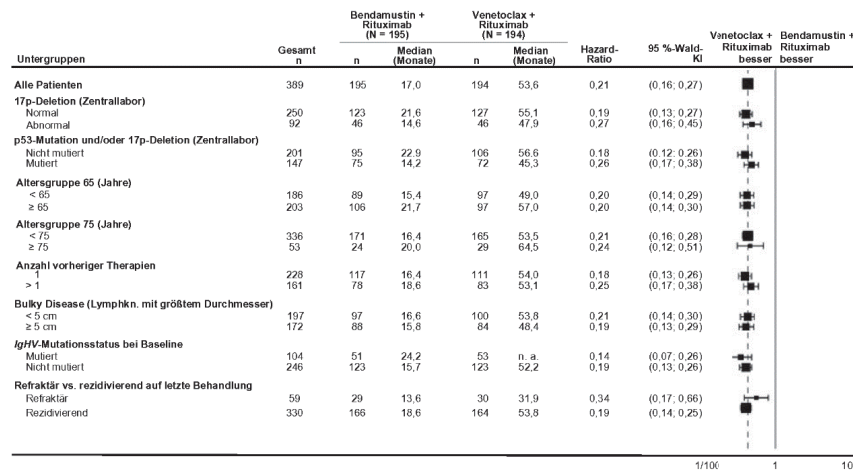 Bendamustin + Rituximab (N = 195) Venetoclax + Rituximab (N = 194)
Untergruppen Gesamt n n Median (Monate) n Median (Monate) Hazard-Ratio 95 %-Wald-KI Venetoclax + Rituximab besser Bendamustin + Rituximab besser
Alle Patienten 389 195 17,0 194 53,6 0,21 (0,16; 0,27)
17p-Deletion (Zentrallabor)
Normal 250 123 21,6 127 55,1 0,19 (0,13; 0,27)
Abnormal 92 46 14,6 46 47,9 0,27 (0,16; 0,45)
p53-Mutation und/oder 17p-Deletion (Zentrallabor)
Nicht mutiert 201 95 22,9 106 56,6 0,18 (0,12; 0,26)
Mutiert 147 75 14,2 72 45,3 0,26 (0,17; 0,38)
Altersgruppe 65 (Jahre)
< 65 186 89 15,4 97 49,0 0,20 (0,14; 0,29)
≥ 65 203 106 21,7 97 57,0 0,20 (0,14; 0,30)
Altersgruppe 75 (Jahre)
< 75 336 171 16,4 165 53,5 0,21 (0,16; 0,28)
≥ 75 53 24 20,0 29 64,5 0,24 (0,12; 0,51)
Anzahl vorheriger Therapien
1 228 117 16,4 111 54,0 0,18 (0,13; 0,26)
> 1 161 78 18,6 83 53,1 0,25 (0,17; 0,38)
Bulky Disease (Lymphkn. mit größtem Durchmesser)
< 5 cm 197 97 16,6 100 53,8 0,21 (0,14; 0,30)
≥ 5 cm 172 88 15,8 84 48,4 0,19 (0,13; 0,29)
IgHV-Mutationsstatus bei Baseline
Mutiert 104 51 24,2 53 n. a. 0,14 (0,07; 0,26)
Nicht mutiert 246 123 15,7 123 52,2 0,19 (0,13; 0,26)
Refraktär vs. rezidivierend auf letzte Behandlung
Refraktär 59 29 13,6 30 31,9 0,34 (0,17; 0,66)
Rezidivierend 330 166 18,6 164 53,8 0,19 (0,14; 0,25)
1/100 1 10